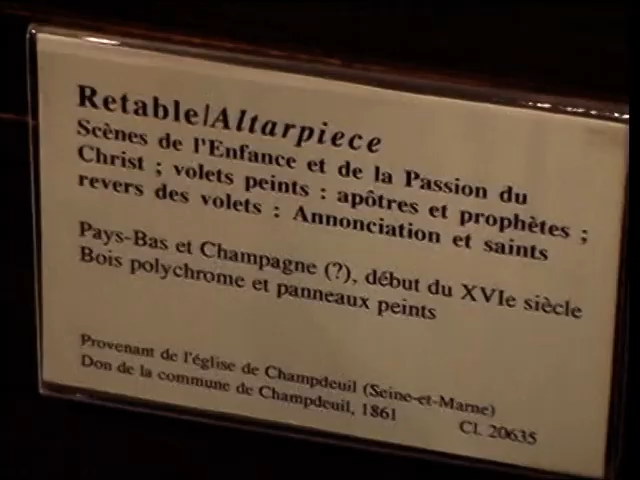 Retable/Altarpiece
Scènes de l'Enfance et de la Passion du
Christ ; volets peints : apôtres et prophètes ;
revers des volets : Annonciation et saints
Pays-Bas et Champagne (?), début du XVIe siècle
Bois polychrome et panneaux peints
Provenant de l'église de Champdeuil (Seine-et-Marne)
Don de la commune de Champdeuil, 1861 Cl. 20635